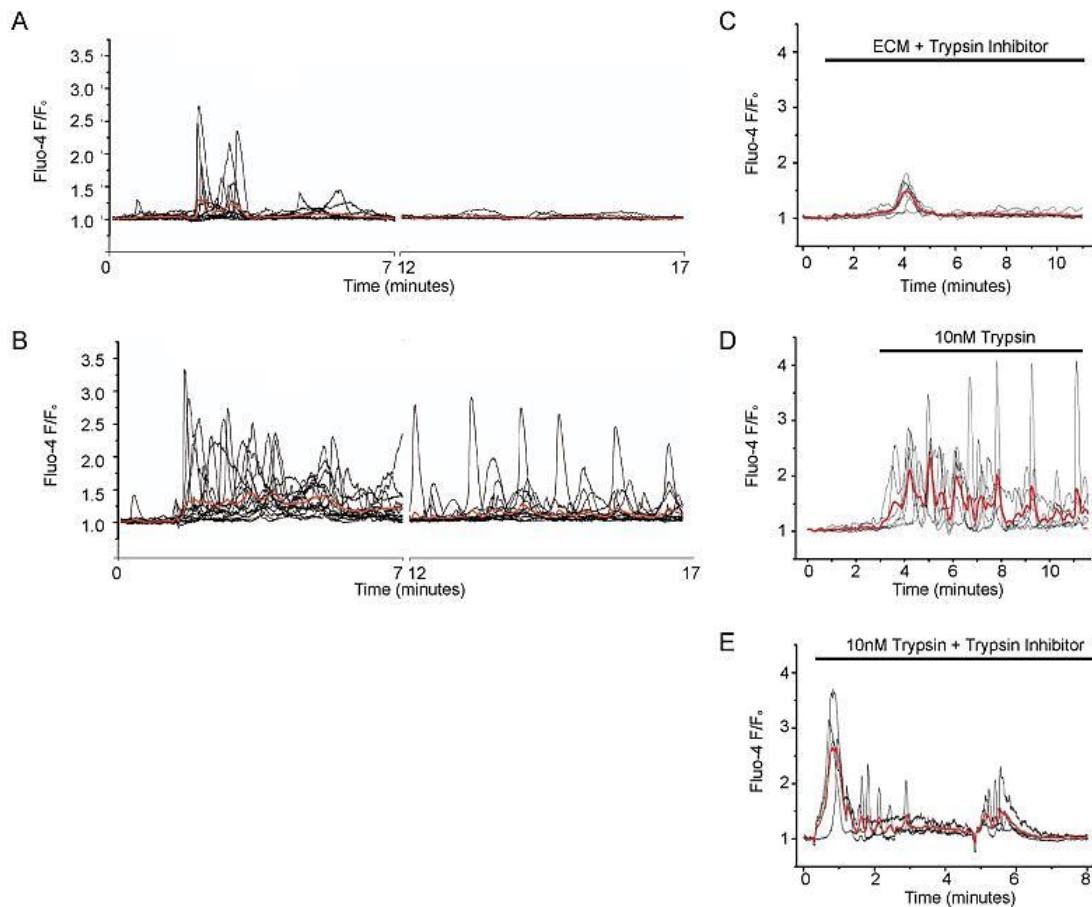 A
3.5
3.0
2.5
2.0
1.5
1.0
Fluo-4 F/F₀
0
7 12
17
Time (minutes)
B
3.5
3.0
2.5
2.0
1.5
1.0
Fluo-4 F/F₀
0
7 12
17
Time (minutes)
C
ECM + Trypsin Inhibitor
4
3
2
1
Fluo-4 F/F₀
0 2 4 6 8 10
Time (minutes)
D
10nM Trypsin
4
3
2
1
Fluo-4 F/F₀
0 2 4 6 8 10
Time (minutes)
E
10nM Trypsin + Trypsin Inhibitor
4
3
2
1
Fluo-4 F/F₀
0 2 4 6 8
Time (minutes)